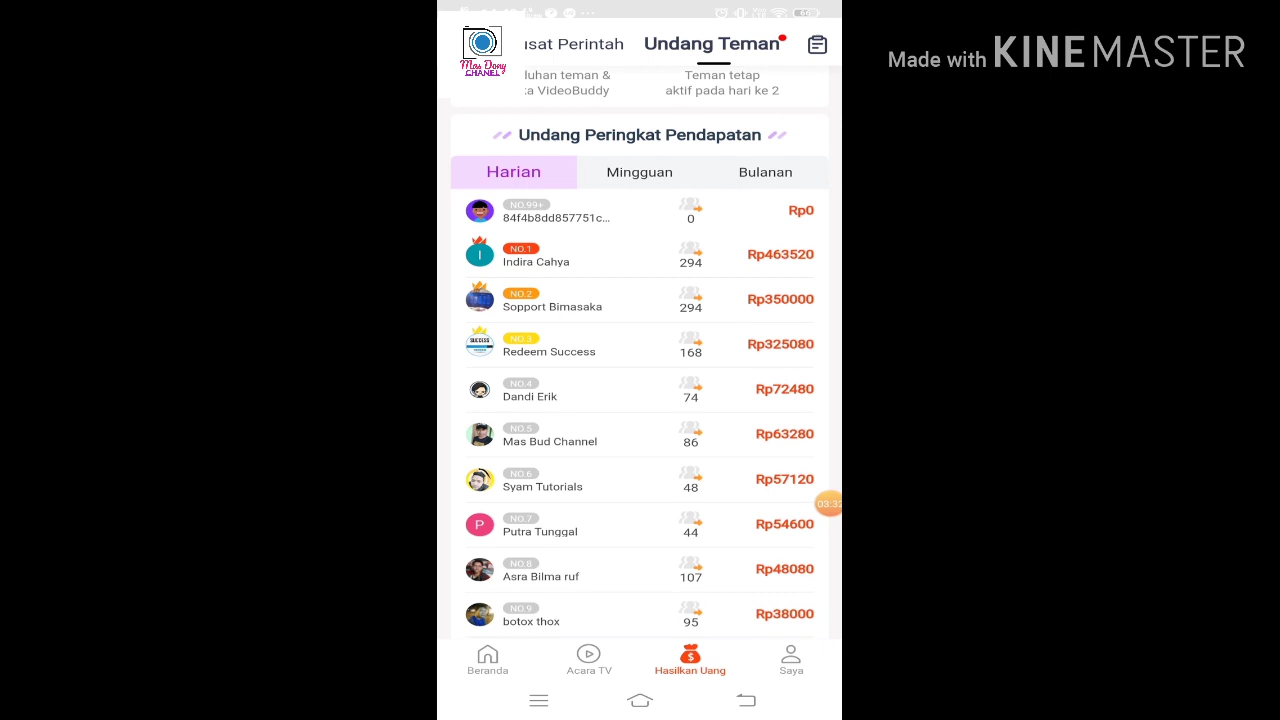 Made with KINEMASTER
Mas Dony
CHANEL
usat Perintah
Undang Teman
66
duhan teman &
ka VideoBuddy
Teman tetap
aktif pada hari ke 2
Undang Peringkat Pendapatan
Harian
Mingguan
Bulanan
NO.99+
84f4b8dd857751c...
0
Rp0
I
NO.1
Indira Cahya
294
Rp463520
NO.2
Sopport Bimasaka
294
Rp350000
SUCCESS
NO.3
Redeem Success
168
Rp325080
NO.4
Dandi Erik
74
Rp72480
NO.5
Mas Bud Channel
86
Rp63280
NO.6
Syam Tutorials
48
Rp57120
P
NO.7
Putra Tunggal
44
Rp54600
NO.8
Asra Bilma ruf
107
Rp48080
NO.9
botox thox
95
Rp38000
Beranda
Acara TV
Hasilkan Uang
Saya